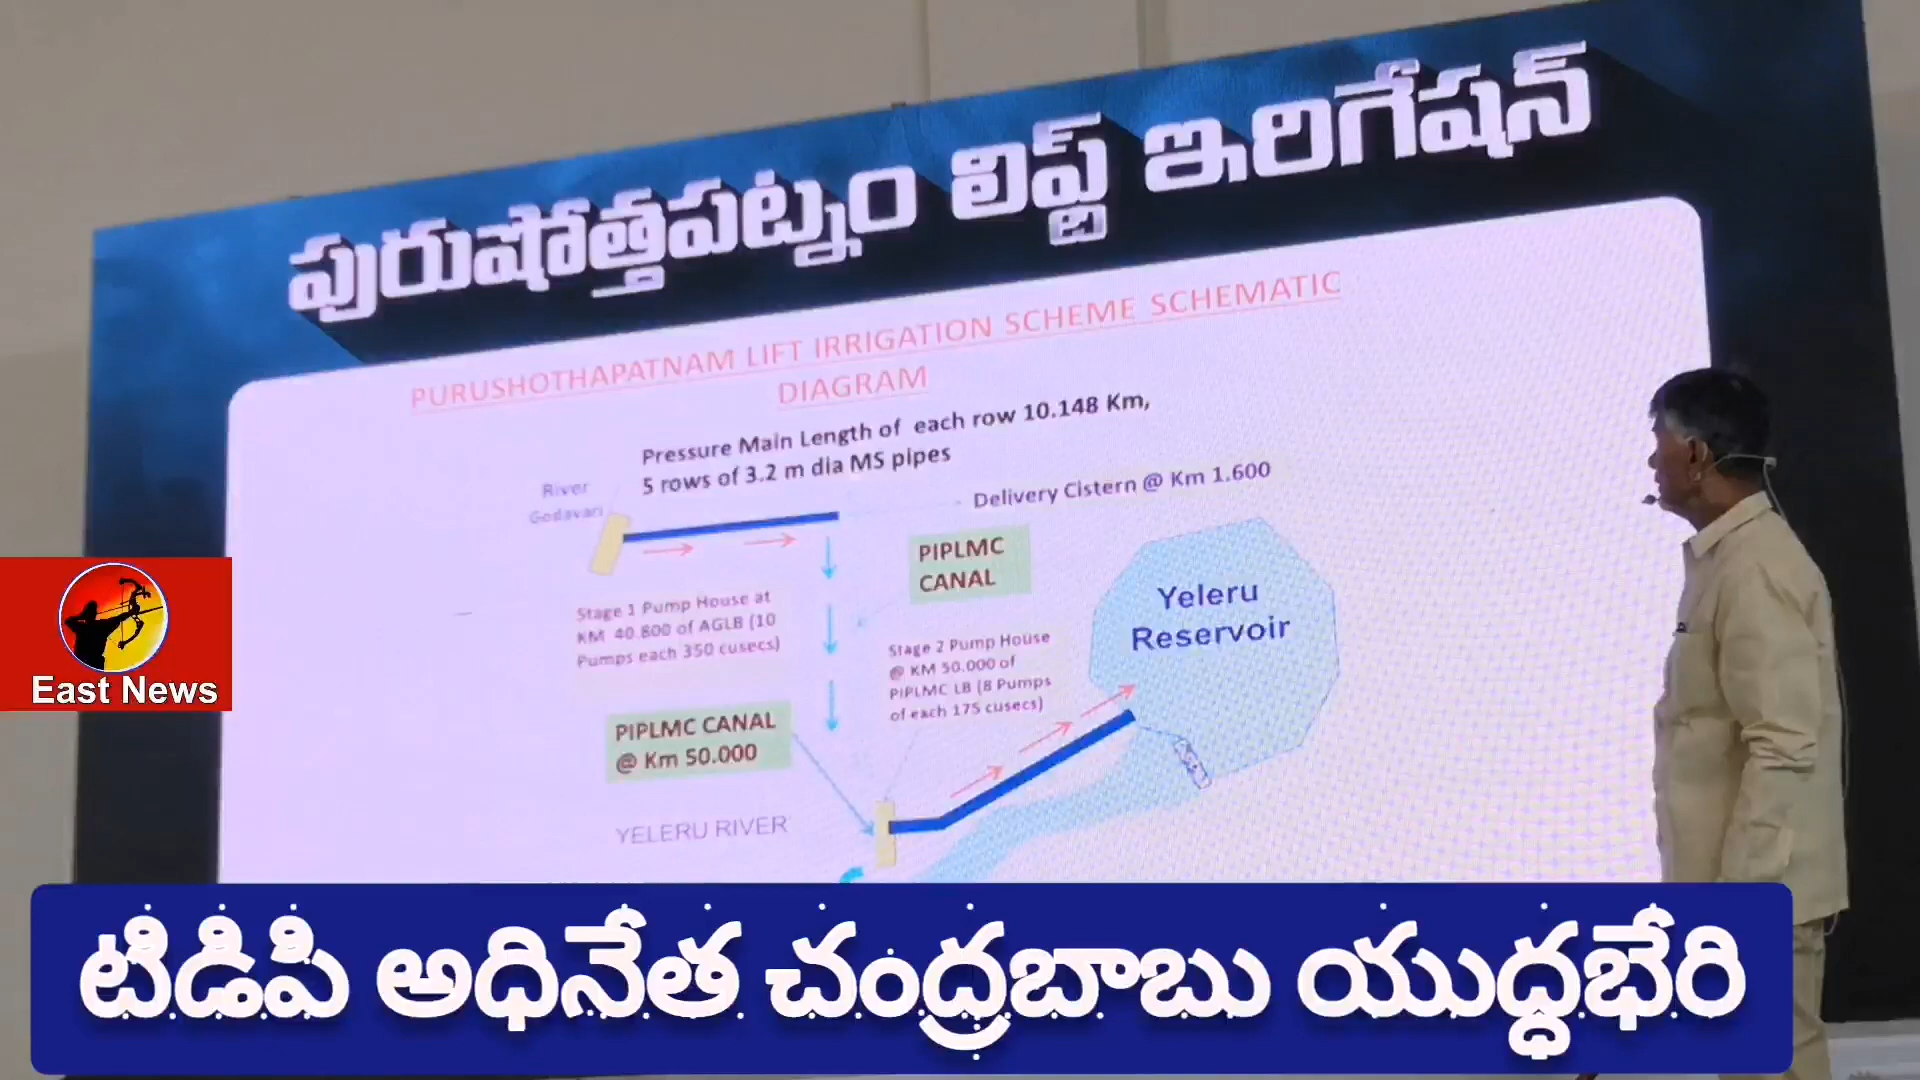 పురుషోత్తపట్నం లిఫ్ట్ ఇరిగేషన్
PURUSHOTHAPATNAM LIFT IRRIGATION SCHEME SCHEMATIC
DIAGRAM
Pressure Main Length of each row 10.148 Km,
5 rows of 3.2 m dia MS pipes
River
Godavari
Delivery Cistern @ Km 1.600
PIPLMC
CANAL
Yeleru
Reservoir
Stage 1 Pump House at
KM 40.800 of AGLB (10
Pumps each 350 cusecs)
Stage 2 Pump House
@ KM 50.000 of
PIPLMC LB (8 Pumps
of each 175 cusecs)
PIPLMC CANAL
@ Km 50.000
YELERU RIVER
East News
టిడిపి అధినేత చంద్రబాబు యుద్ధభేరి